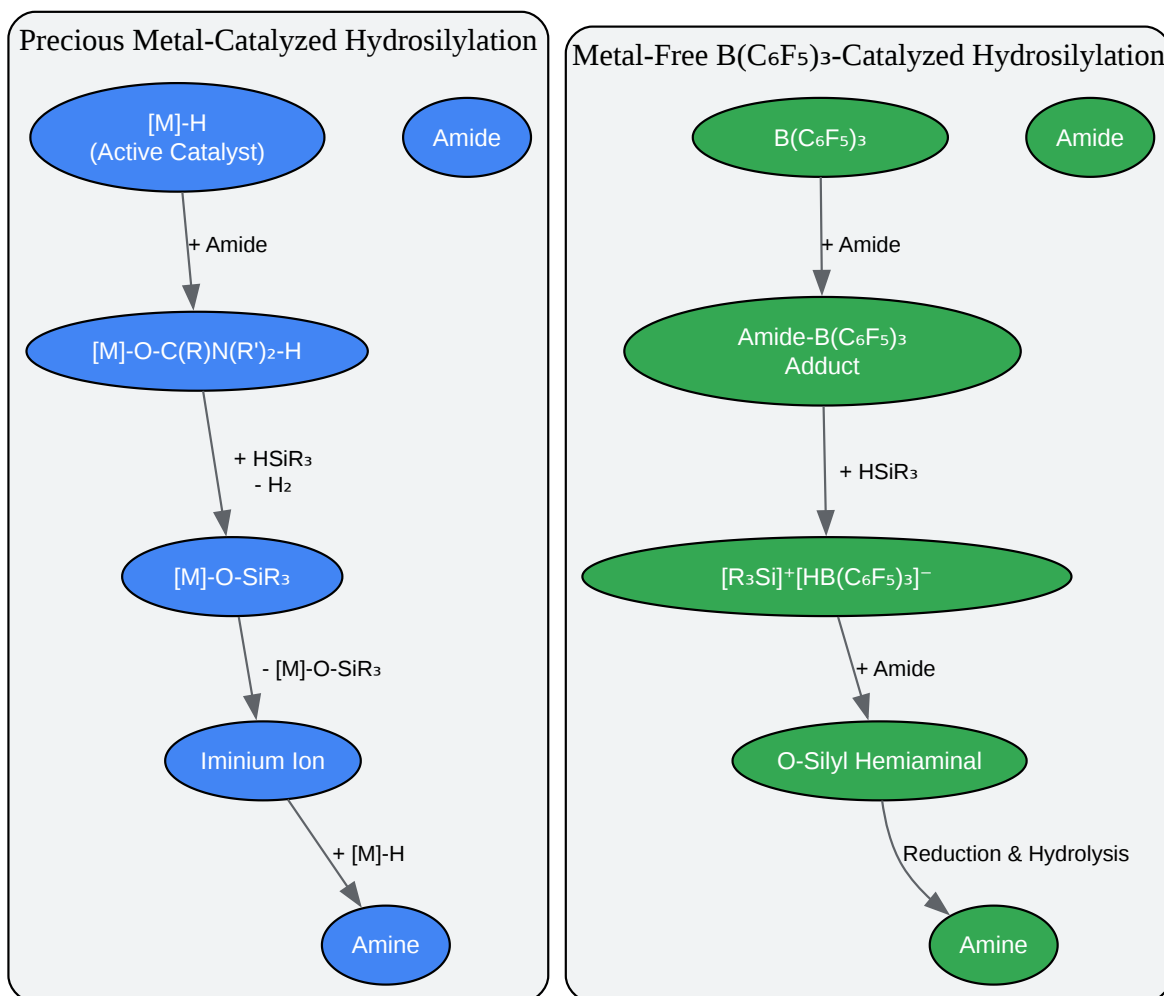 Precious Metal-Catalyzed Hydrosilylation
[M]-H
(Active Catalyst)
Amide
+ Amide
[M]-O-C(R)N(R')₂-H
+ HSiR₃
- H₂
[M]-O-SiR₃
- [M]-O-SiR₃
Iminium Ion
+ [M]-H
Amine
Metal-Free B(C₆F₅)₃-Catalyzed Hydrosilylation
B(C₆F₅)₃
Amide
+ Amide
Amide-B(C₆F₅)₃
Adduct
+ HSiR₃
[R₃Si]⁺[HB(C₆F₅)₃]⁻
+ Amide
O-Silyl Hemiaminal
Reduction & Hydrolysis
Amine